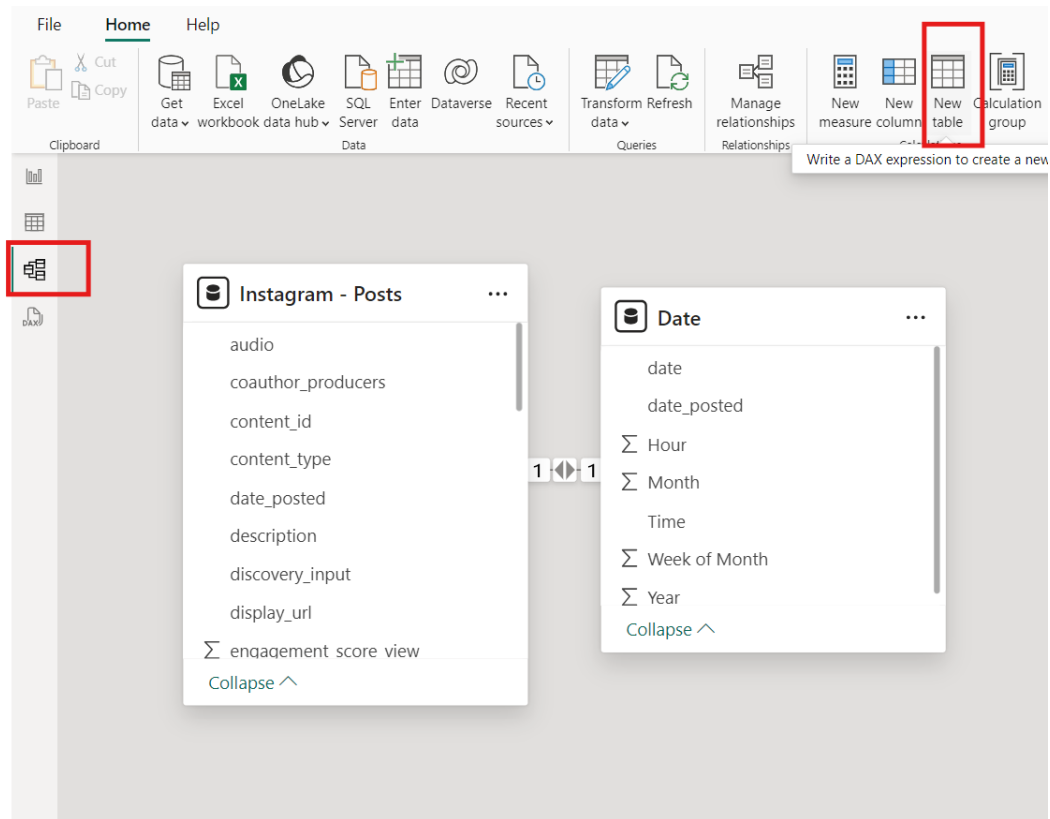 File Home Help
Paste
Cut
Copy
Get
data
Excel
workbook
OneLake
data hub
SQL
Server
Enter
data
Dataverse
Recent
sources
Transform
data
Refresh
Manage
relationships
New
measure
New
column
New
table
Calculation
group
Clipboard
Data
Queries
Relationships
Write a DAX expression to create a new
DAX
Instagram - Posts
...
audio
coauthor_producers
content_id
content_type
date_posted
description
discovery_input
display_url
Σ engagement_score_view
Collapse
1 1
Date
...
date
date_posted
Σ Hour
Σ Month
Time
Σ Week of Month
Σ Year
Collapse